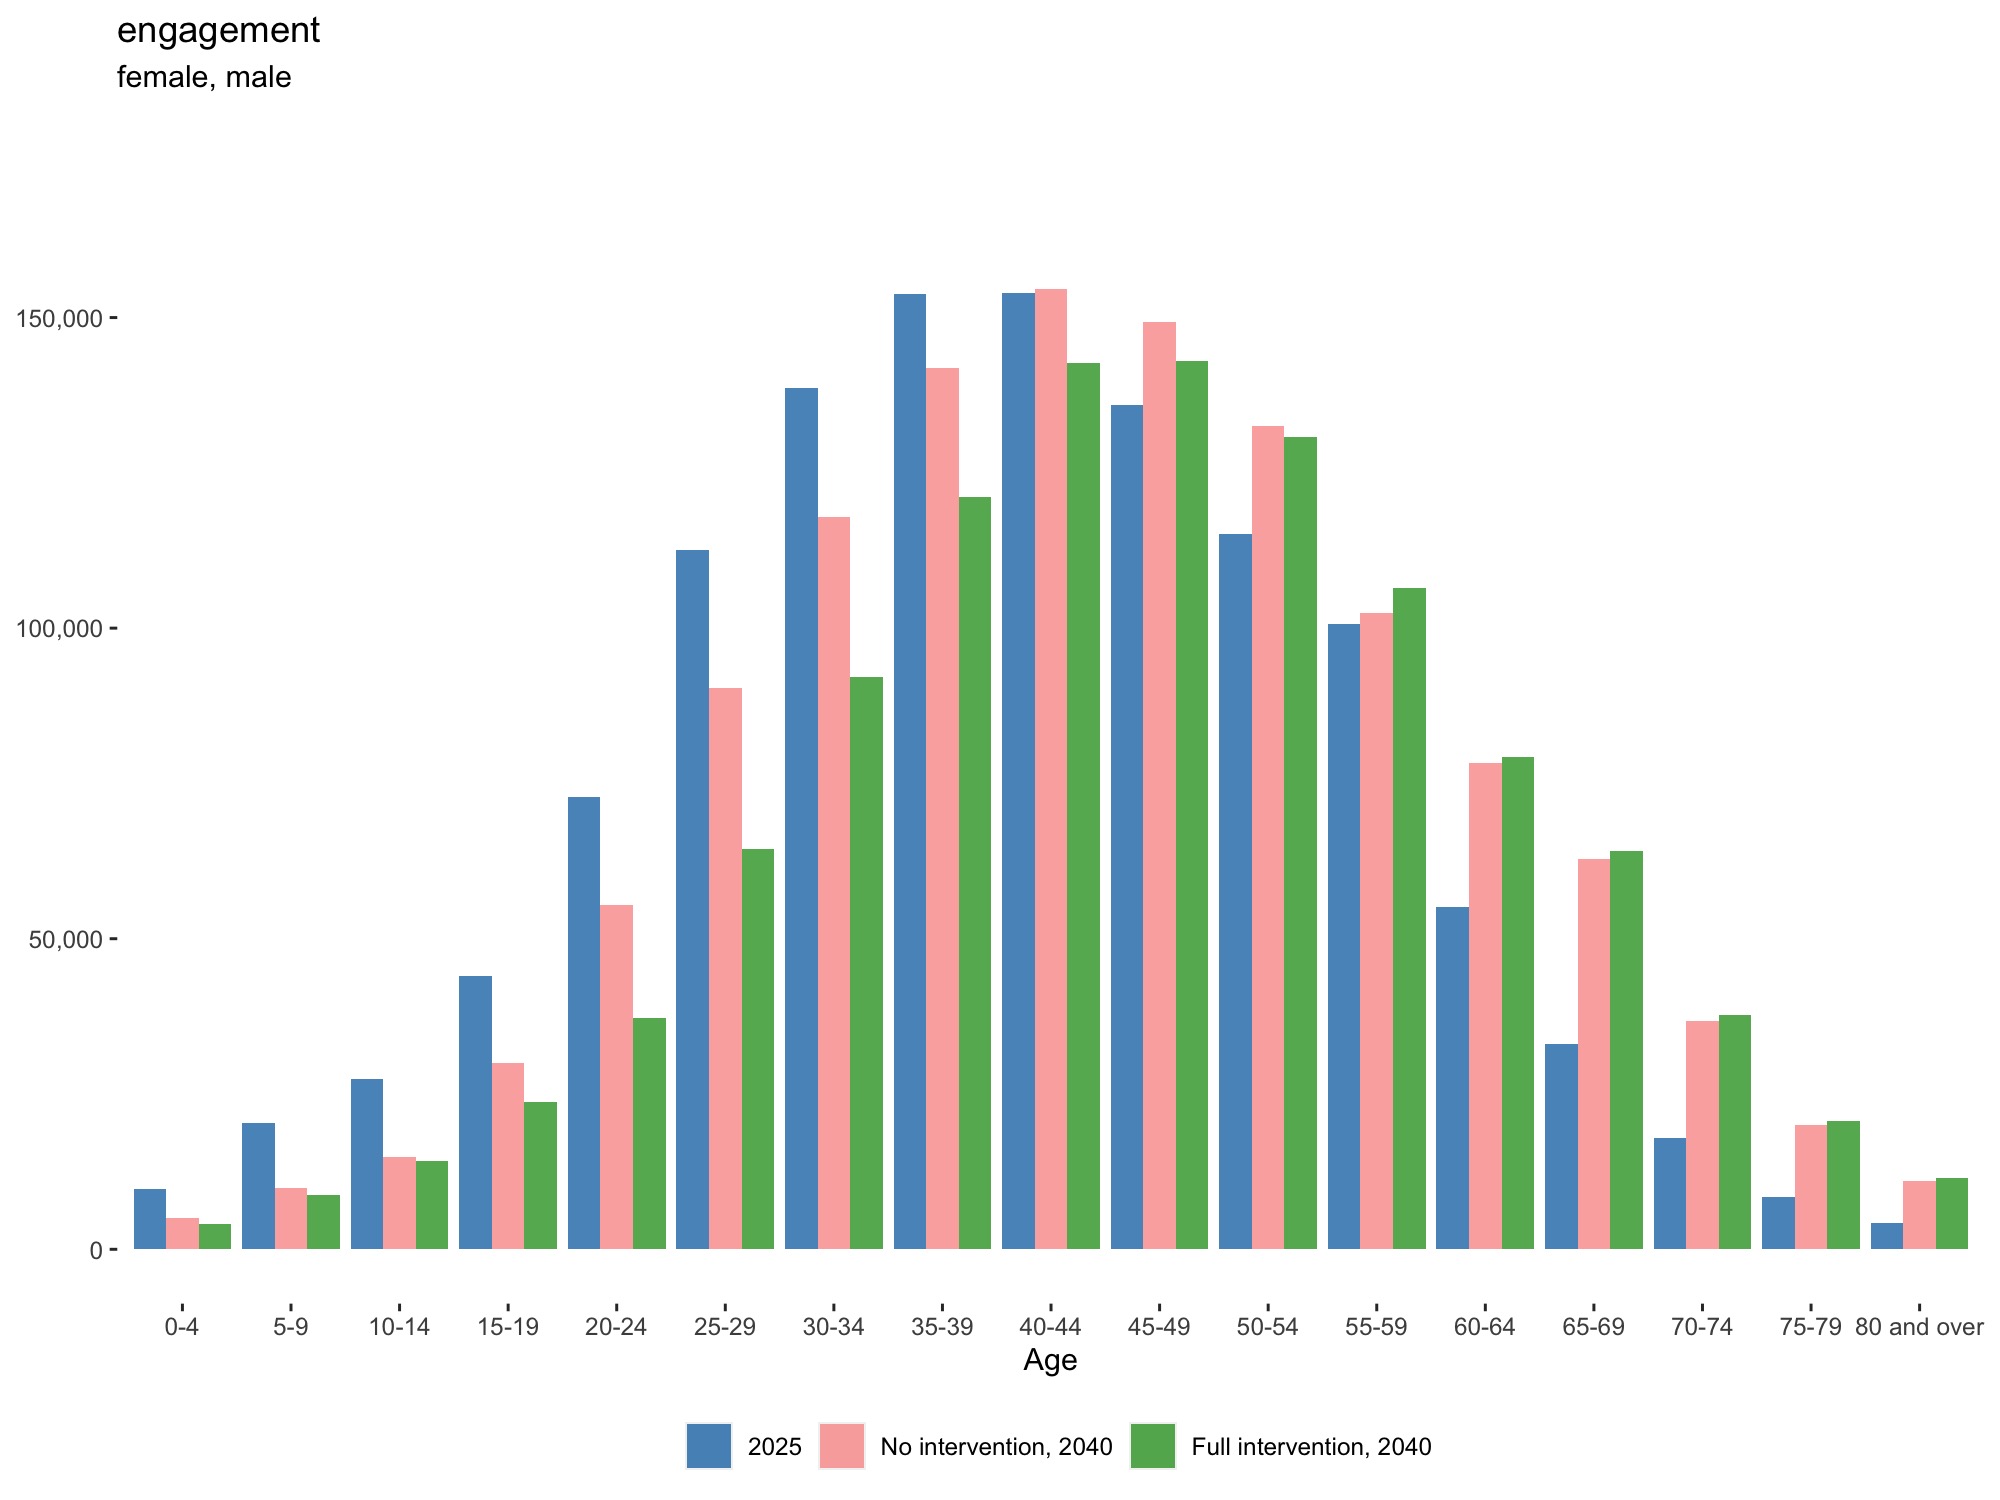 engagement
female, male
150,000
100,000
50,000
0
0-4 5-9 10-14 15-19 20-24 25-29 30-34 35-39 40-44 45-49 50-54 55-59 60-64 65-69 70-74 75-79 80 and over
Age
2025 No intervention, 2040 Full intervention, 2040